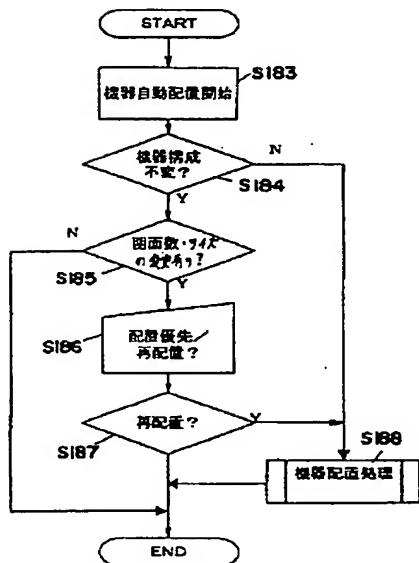 START
S183
機器自動配置開始
機器構成
不変?
N
S184
Y
N
図面数・サイズ
の変更有り?
S185
Y
配置優先/
再配置?
S186
再配置?
Y
S187
S188
機器配置処理
END